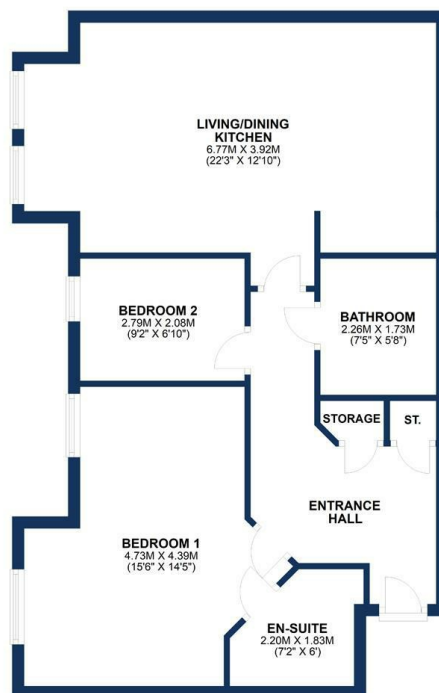 LIVING/DINING
KITCHEN
6.77M X 3.92M
(22'3" X 12'10")
BEDROOM 2
2.79M X 2.08M
(9'2" X 6'10")
BATHROOM
2.26M X 1.73M
(7'5" X 5'8")
STORAGE
ST.
ENTRANCE
HALL
BEDROOM 1
4.73M X 4.39M
(15'6" X 14'5")
EN-SUITE
2.20M X 1.83M
(7'2" X 6')